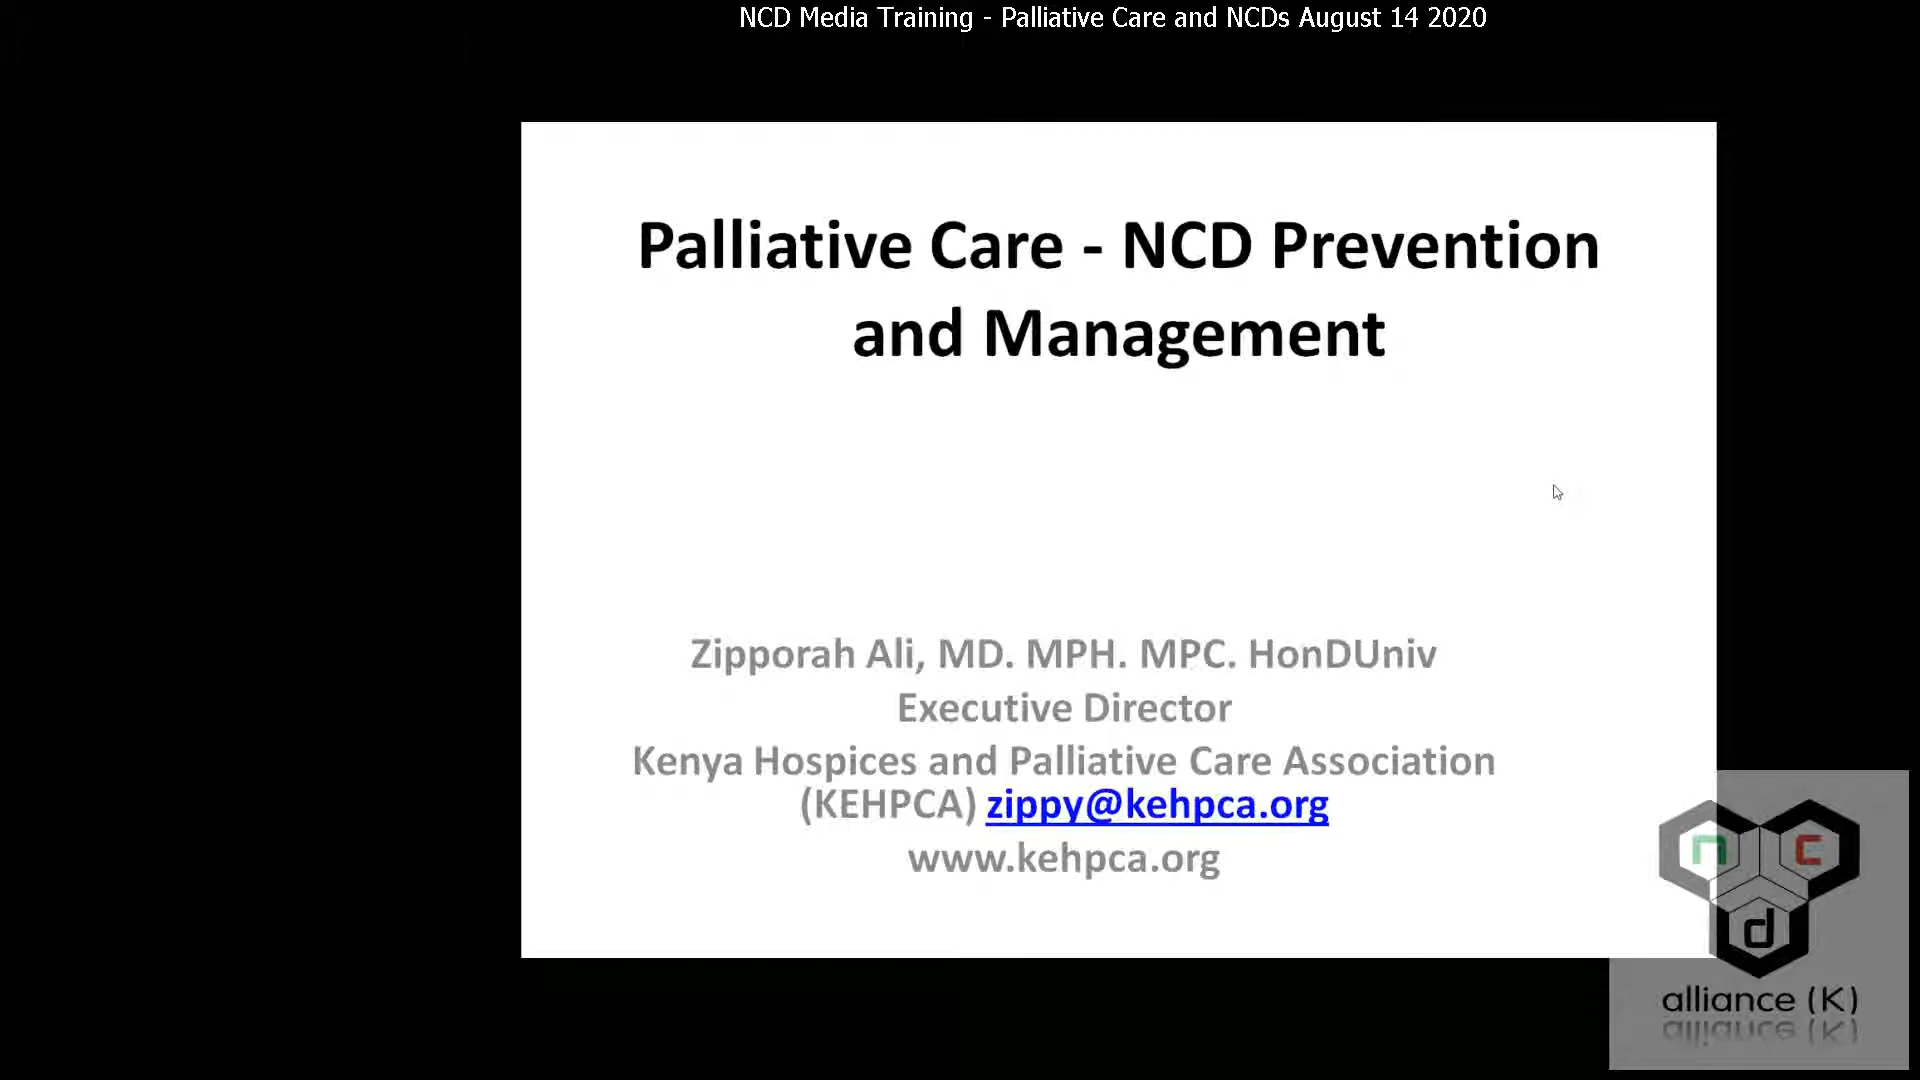 NCD Media Training - Palliative Care and NCDs August 14 2020
Palliative Care - NCD Prevention
and Management
Zipporah Ali, MD. MPH. MPC. HonDUniv
Executive Director
Kenya Hospices and Palliative Care Association
(KEHPCA) zippy@kehpca.org
www.kehpca.org
n c
d
alliance (K)